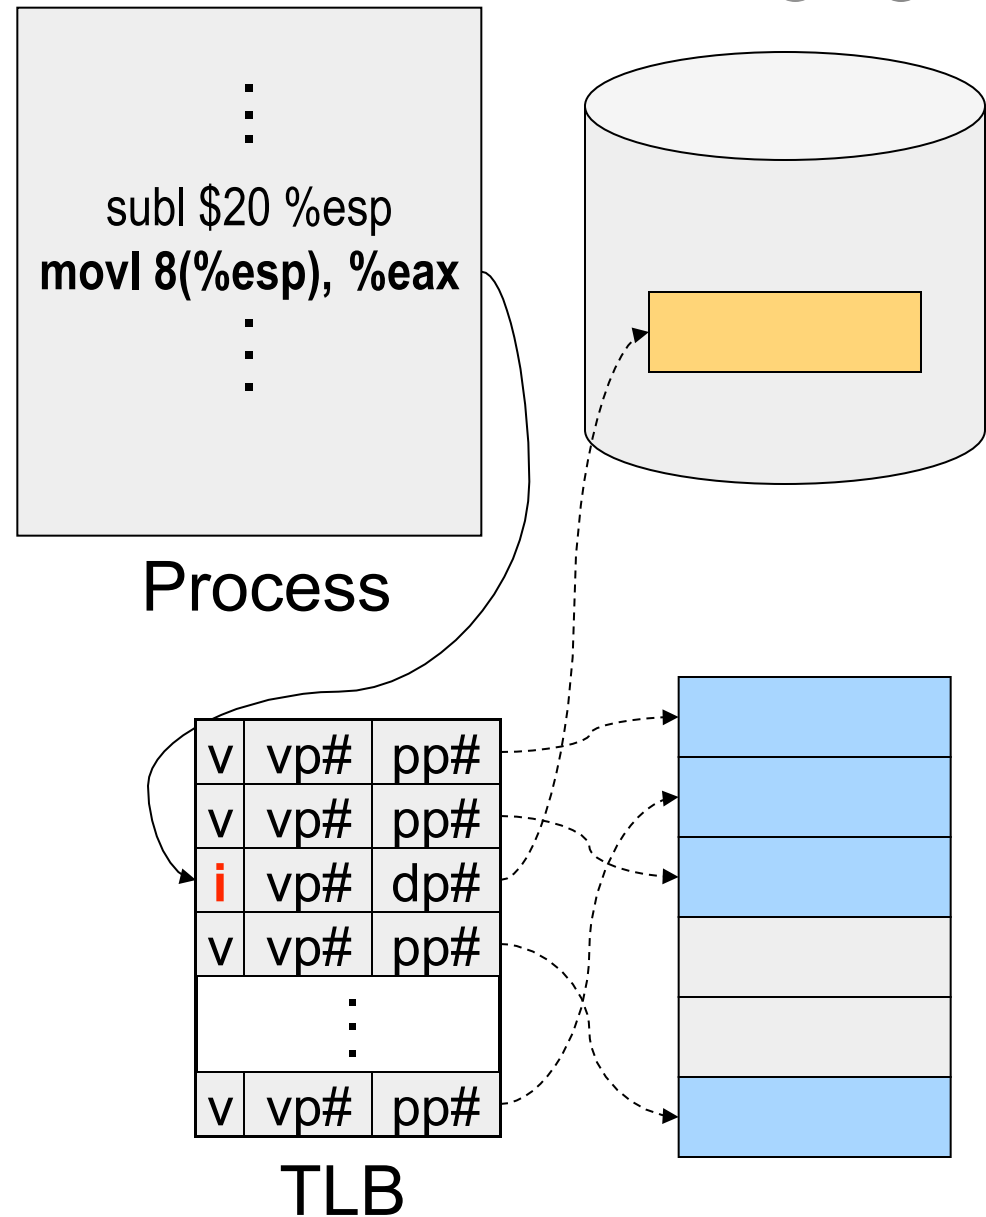 subl $20 %esp
movl 8(%esp), %eax
Process
v vp# pp#
v vp# pp#
i vp# dp#
v vp# pp#
v vp# pp#
TLB